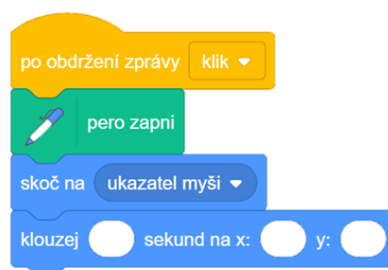 po obdržení zprávy klik
pero zapni
skoč na ukazatel myši
klouzej sekund na x: y: